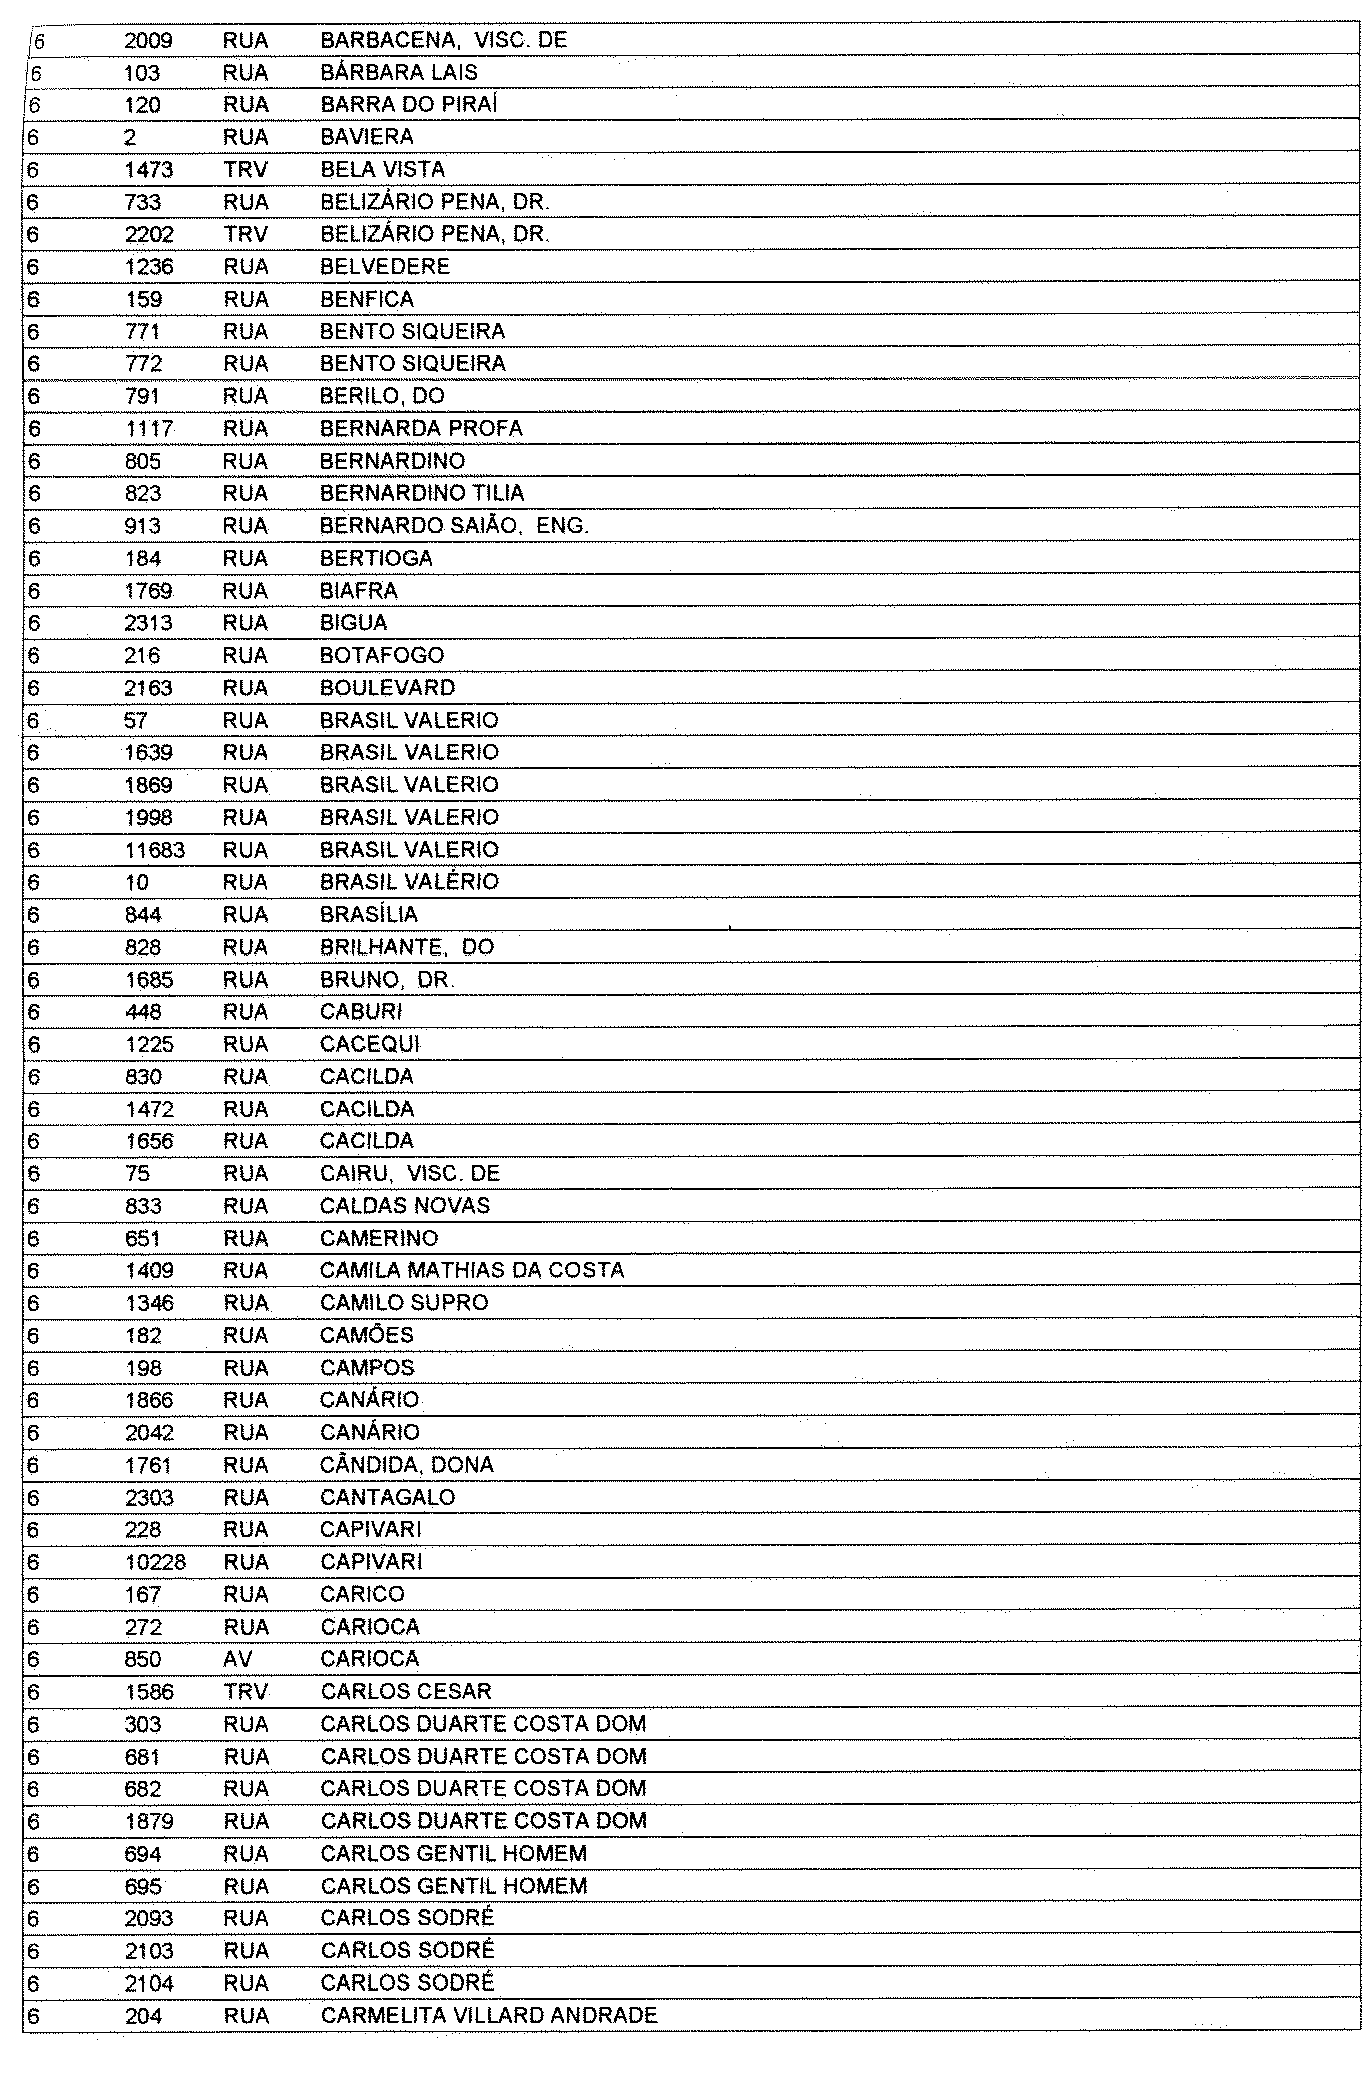 6 2009 RUA BARBACENA, VISC. DE
6 103 RUA BÁRBARA LAIS
6 120 RUA BARRA DO PIRAÍ
6 2 RUA BAVIERA
6 1473 TRV BELA VISTA
6 733 RUA BELIZÁRIO PENA, DR.
6 2202 TRV BELIZÁRIO PENA, DR.
6 1236 RUA BELVEDERE
6 159 RUA BENFICA
6 771 RUA BENTO SIQUEIRA
6 772 RUA BENTO SIQUEIRA
6 791 RUA BERILO, DO
6 1117 RUA BERNARDA PROFA
6 805 RUA BERNARDINO
6 823 RUA BERNARDINO TILIA
6 913 RUA BERNARDO SAIÃO, ENG.
6 184 RUA BERTIOGA
6 1769 RUA BIAFRA
6 2313 RUA BIGUA
6 216 RUA BOTAFOGO
6 2163 RUA BOULEVARD
6 57 RUA BRASIL VALERIO
6 1639 RUA BRASIL VALERIO
6 1869 RUA BRASIL VALERIO
6 1998 RUA BRASIL VALERIO
6 11683 RUA BRASIL VALERIO
6 10 RUA BRASIL VALÉRIO
6 844 RUA BRASÍLIA
6 828 RUA BRILHANTE, DO
6 1685 RUA BRUNO, DR.
6 448 RUA CABURI
6 1225 RUA CACEQUI
6 830 RUA CACILDA
6 1472 RUA CACILDA
6 1656 RUA CACILDA
6 75 RUA CAIRU, VISC. DE
6 833 RUA CALDAS NOVAS
6 651 RUA CAMERINO
6 1409 RUA CAMILA MATHIAS DA COSTA
6 1346 RUA CAMILO SUPRO
6 182 RUA CAMÕES
6 198 RUA CAMPOS
6 1866 RUA CANÁRIO
6 2042 RUA CANÁRIO
6 1761 RUA CÂNDIDA, DONA
6 2303 RUA CANTAGALO
6 228 RUA CAPIVARI
6 10228 RUA CAPIVARI
6 167 RUA CARICO
6 272 RUA CARIOCA
6 850 AV CARIOCA
6 1586 TRV CARLOS CESAR
6 303 RUA CARLOS DUARTE COSTA DOM
6 681 RUA CARLOS DUARTE COSTA DOM
6 682 RUA CARLOS DUARTE COSTA DOM
6 1879 RUA CARLOS DUARTE COSTA DOM
6 694 RUA CARLOS GENTIL HOMEM
6 695 RUA CARLOS GENTIL HOMEM
6 2093 RUA CARLOS SODRÉ
6 2103 RUA CARLOS SODRÉ
6 2104 RUA CARLOS SODRÉ
6 204 RUA CARMELITA VILLARD ANDRADE